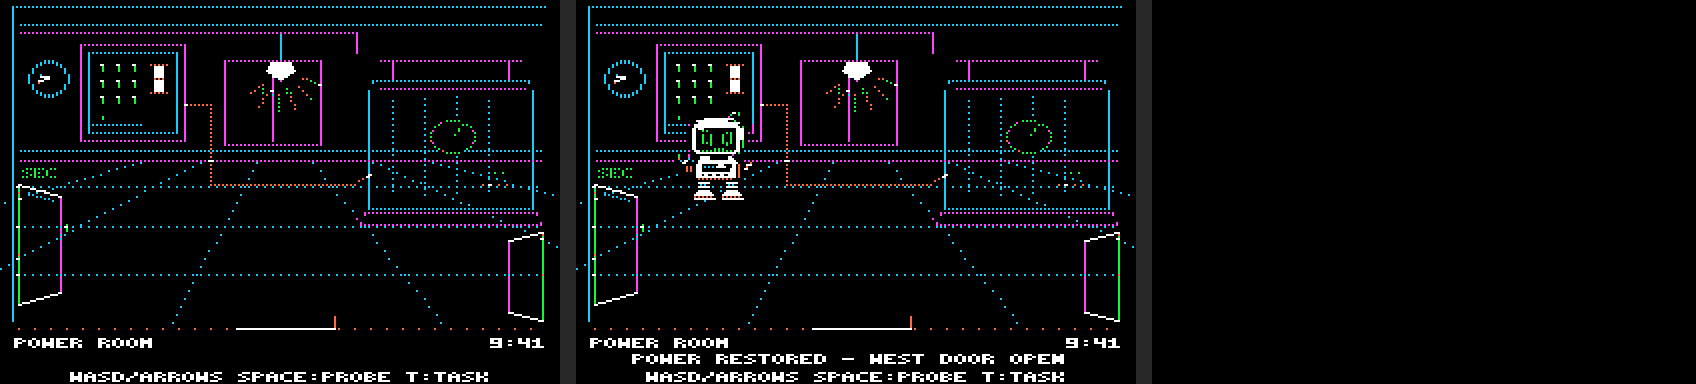 SEC
POWER ROOM 9:41
WASD/ARROWS SPACE:PROBE T:TASK
SEC
POWER ROOM 9:41
POWER RESTORED - WEST DOOR OPEN
WASD/ARROWS SPACE:PROBE T:TASK